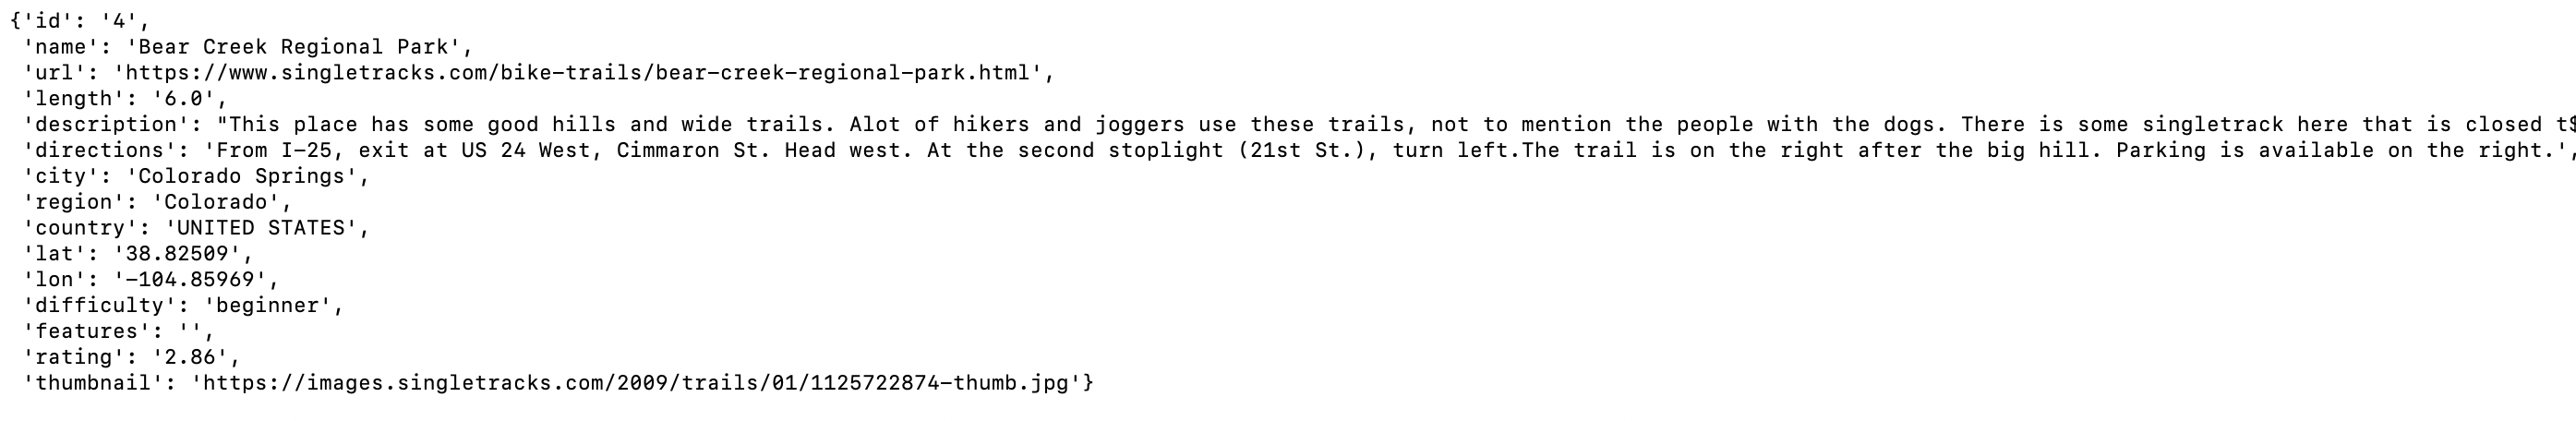 {'id': '4',
 'name': 'Bear Creek Regional Park',
 'url': 'https://www.singletracks.com/bike-trails/bear-creek-regional-park.html',
 'length': '6.0',
 'description': "This place has some good hills and wide trails. Alot of hikers and joggers use these trails, not to mention the people with the dogs. There is some singletrack here that is closed t$
 'directions': 'From I-25, exit at US 24 West, Cimmaron St. Head west. At the second stoplight (21st St.), turn left.The trail is on the right after the big hill. Parking is available on the right.',
 'city': 'Colorado Springs',
 'region': 'Colorado',
 'country': 'UNITED STATES',
 'lat': '38.82509',
 'lon': '-104.85969',
 'difficulty': 'beginner',
 'features': '',
 'rating': '2.86',
 'thumbnail': 'https://images.singletracks.com/2009/trails/01/1125722874-thumb.jpg'}